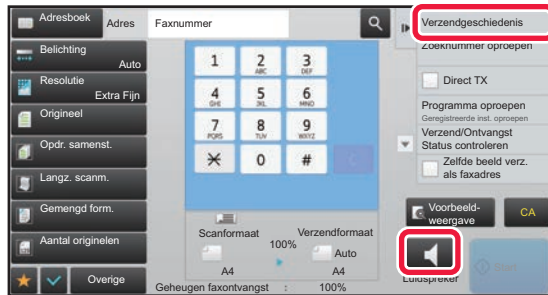 Adresboek
Adres
Faxnummer
Belichting
Auto
Resolutie
Extra Fijn
Origineel
Opdr. samenst.
Langz. scanm.
Gemengd form.
Aantal originelen
Overige
1
2
ABC
3
DEF
4
GHI
5
JKL
6
MNO
7
PQRS
8
TUV
9
WXYZ
0
#
C
Scanformaat
100%
Verzendformaat
Auto
A4
A4
Geheugen faxontvangst : 100%
Verzendgeschiedenis
Zoeknummer oproepen
Direct TX
Programma oproepen
Geregistreerde inst. oproepen
Verzend/Ontvangst
Status controleren
Zelfde beeld verz.
als faxadres
Voorbeeld-
weergave
CA
Luidspreker
Start